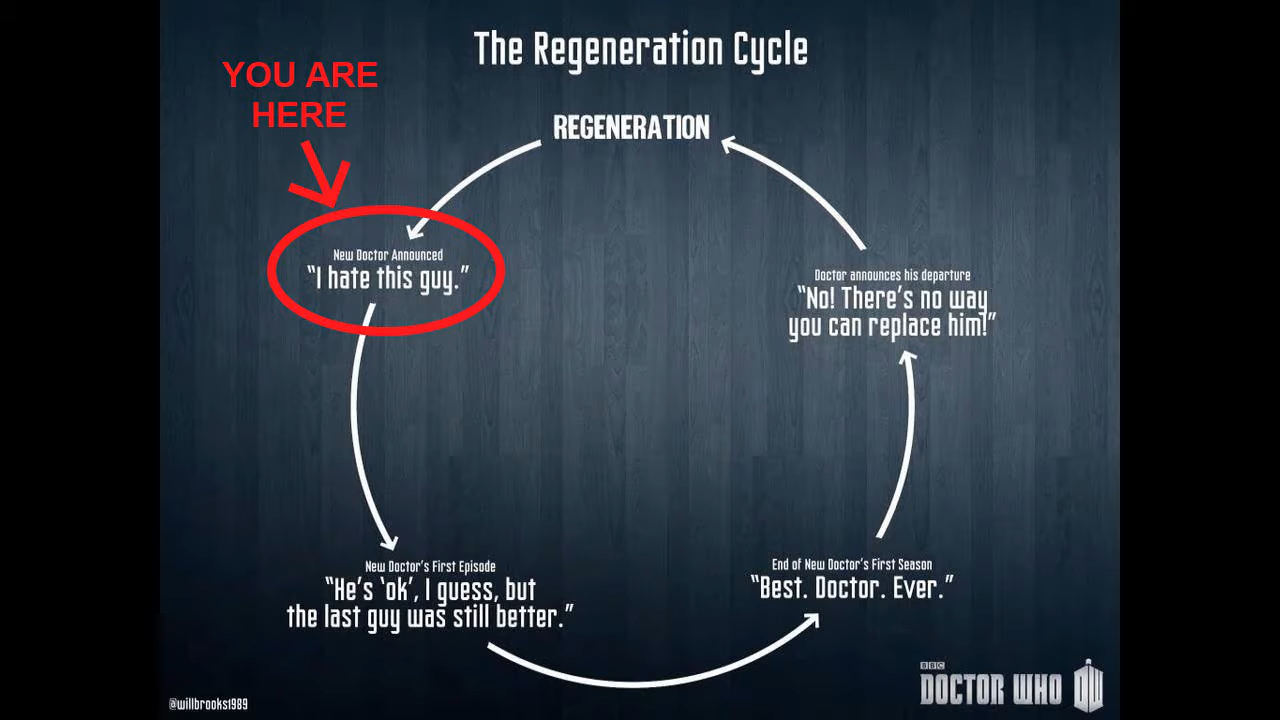 The Regeneration Cycle
YOU ARE
HERE
REGENERATION
New Doctor Announced
"I hate this guy."
Doctor announces his departure
"No! There's no way
you can replace him!"
New Doctor's First Episode
"He's 'ok', I guess, but
the last guy was still better."
End of New Doctor's First Season
"Best. Doctor. Ever."
@willbrooks1989
BBC
DOCTOR WHO DW